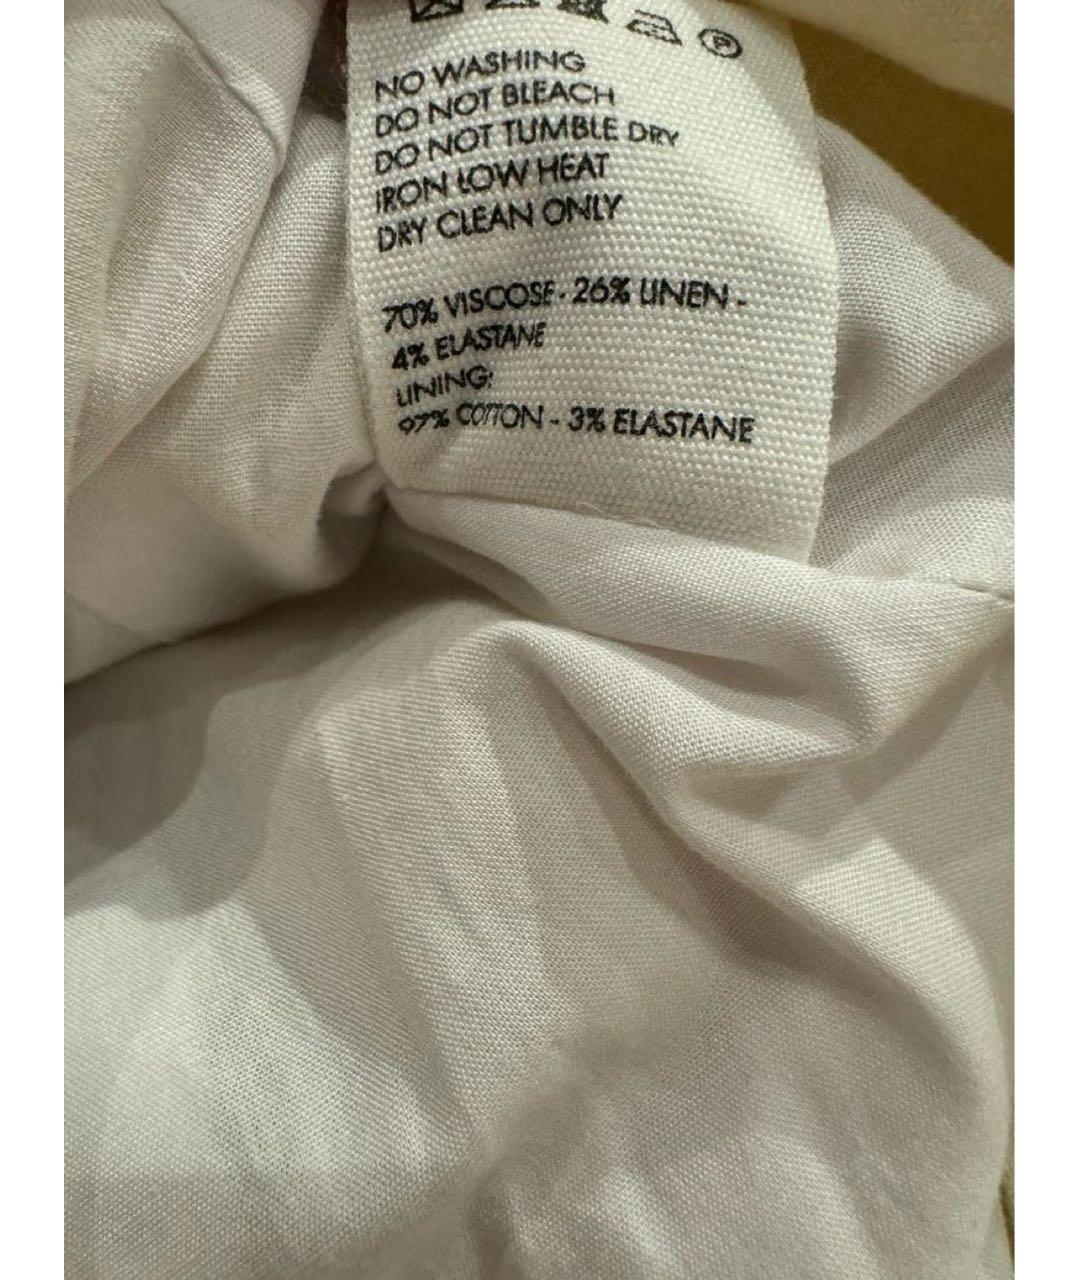 P
NO WASHING
DO NOT BLEACH
DO NOT TUMBLE DRY
IRON LOW HEAT
DRY CLEAN ONLY
70% VISCOSE - 26% LINEN -
4% ELASTANE
LINING:
97% COTTON - 3% ELASTANE